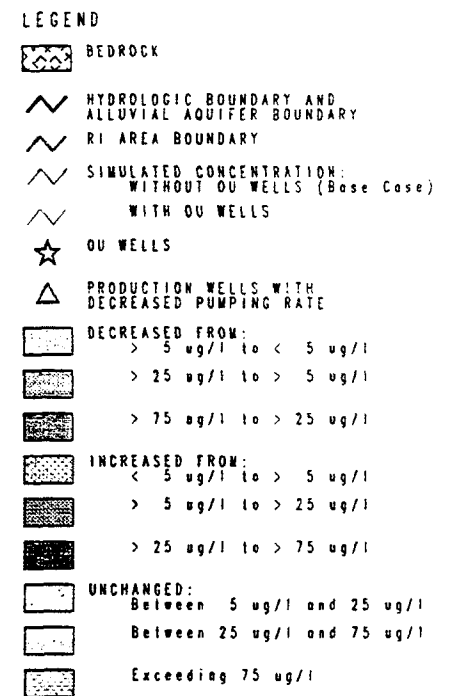 LEGEND
BEDROCK
HYDROLOGIC BOUNDARY AND
ALLUVIAL AQUIFER BOUNDARY
RI AREA BOUNDARY
SIMULATED CONCENTRATION:
WITHOUT OU WELLS (Base Case)
WITH OU WELLS
OU WELLS
PRODUCTION WELLS WITH
DECREASED PUMPING RATE
DECREASED FROM:
> 5 ug/l to < 5 ug/l
> 25 ug/l to > 5 ug/l
> 75 ug/l to > 25 ug/l
INCREASED FROM:
< 5 ug/l to > 5 ug/l
> 5 ug/l to > 25 ug/l
> 25 ug/l to > 75 ug/l
UNCHANGED:
Between 5 ug/l and 25 ug/l
Between 25 ug/l and 75 ug/l
Exceeding 75 ug/l